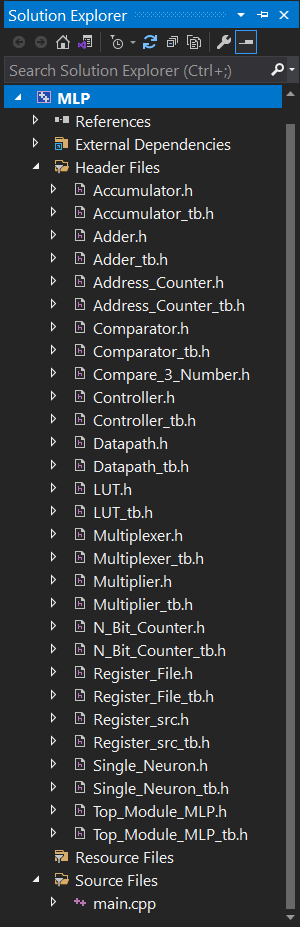 Solution Explorer
Search Solution Explorer (Ctrl+;)
MLP
References
External Dependencies
Header Files
Accumulator.h
Accumulator_tb.h
Adder.h
Adder_tb.h
Address_Counter.h
Address_Counter_tb.h
Comparator.h
Comparator_tb.h
Compare_3_Number.h
Controller.h
Controller_tb.h
Datapath.h
Datapath_tb.h
LUT.h
LUT_tb.h
Multiplexer.h
Multiplexer_tb.h
Multiplier.h
Multiplier_tb.h
N_Bit_Counter.h
N_Bit_Counter_tb.h
Register_File.h
Register_File_tb.h
Register_src.h
Register_src_tb.h
Single_Neuron.h
Single_Neuron_tb.h
Top_Module_MLP.h
Top_Module_MLP_tb.h
Resource Files
Source Files
main.cpp